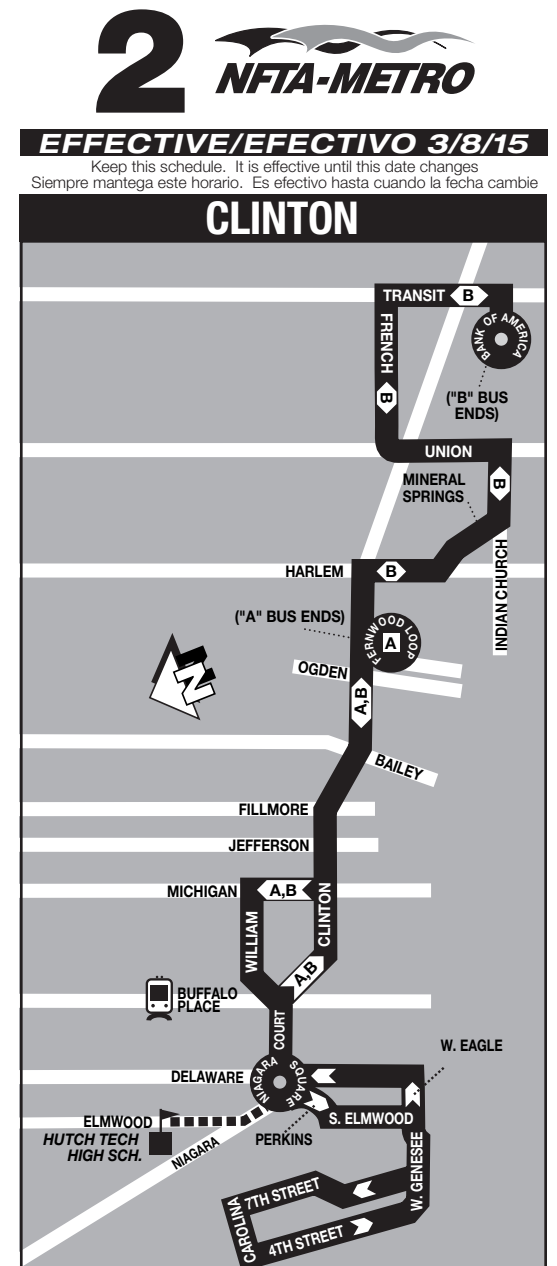 2
NFTA-METRO
EFFECTIVE/EFECTIVO 3/8/15
Keep this schedule. It is effective until this date changes
Siempre mantega este horario. Es efectivo hasta cuando la fecha cambie
CLINTON
TRANSIT B
BANK OF AMERICA
FRENCH
B
("B" BUS
ENDS)
UNION
MINERAL
SPRINGS
B
INDIAN CHURCH
HARLEM
B
("A" BUS ENDS)
FERNWOOD LOOP
A
N
OGDEN
A,B
BAILEY
FILLMORE
JEFFERSON
MICHIGAN
A,B
WILLIAM
CLINTON
A,B
BUFFALO
PLACE
COURT
W. EAGLE
DELAWARE
NIAGARA SQUARE
ELMWOOD
S. ELMWOOD
HUTCH TECH
HIGH SCH.
NIAGARA
PERKINS
W. GENESEE
7TH STREET
CAROLINA
4TH STREET